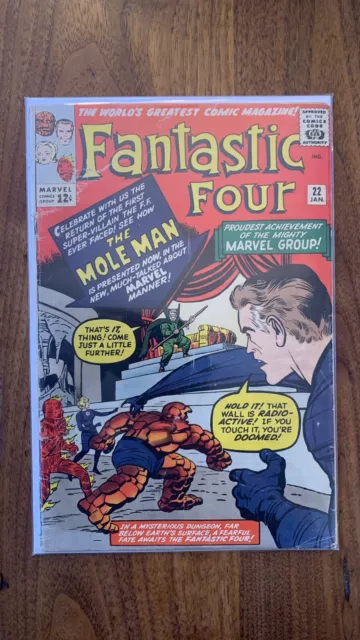 THE WORLD'S GREATEST COMIC MAGAZINE!
APPROVED
BY THE
COMICS
CODE
AUTHORITY
FANTASTIC
FOUR
IND.
MARVEL
COMICS
GROUP
12¢
22
JAN.
CELEBRATE WITH US THE
RETURN OF THE FIRST
SUPER-VILLAIN THE F.F.
EVER FACED! SEE HOW
THE
MOLE MAN
IS PRESENTED NOW, IN THE
NEW, MUCH-TALKED ABOUT
MARVEL
MANNER!
PROUDEST ACHIEVEMENT
OF THE MIGHTY
MARVEL GROUP!
THAT'S IT,
THING! COME
JUST A LITTLE
FURTHER!
HOLD IT! THAT
WALL IS RADIO-
ACTIVE! IF YOU
TOUCH IT, YOU'RE
DOOMED!
IN A MYSTERIOUS DUNGEON, FAR
BELOW EARTH'S SURFACE, A FEARFUL
FATE AWAITS THE FANTASTIC FOUR!